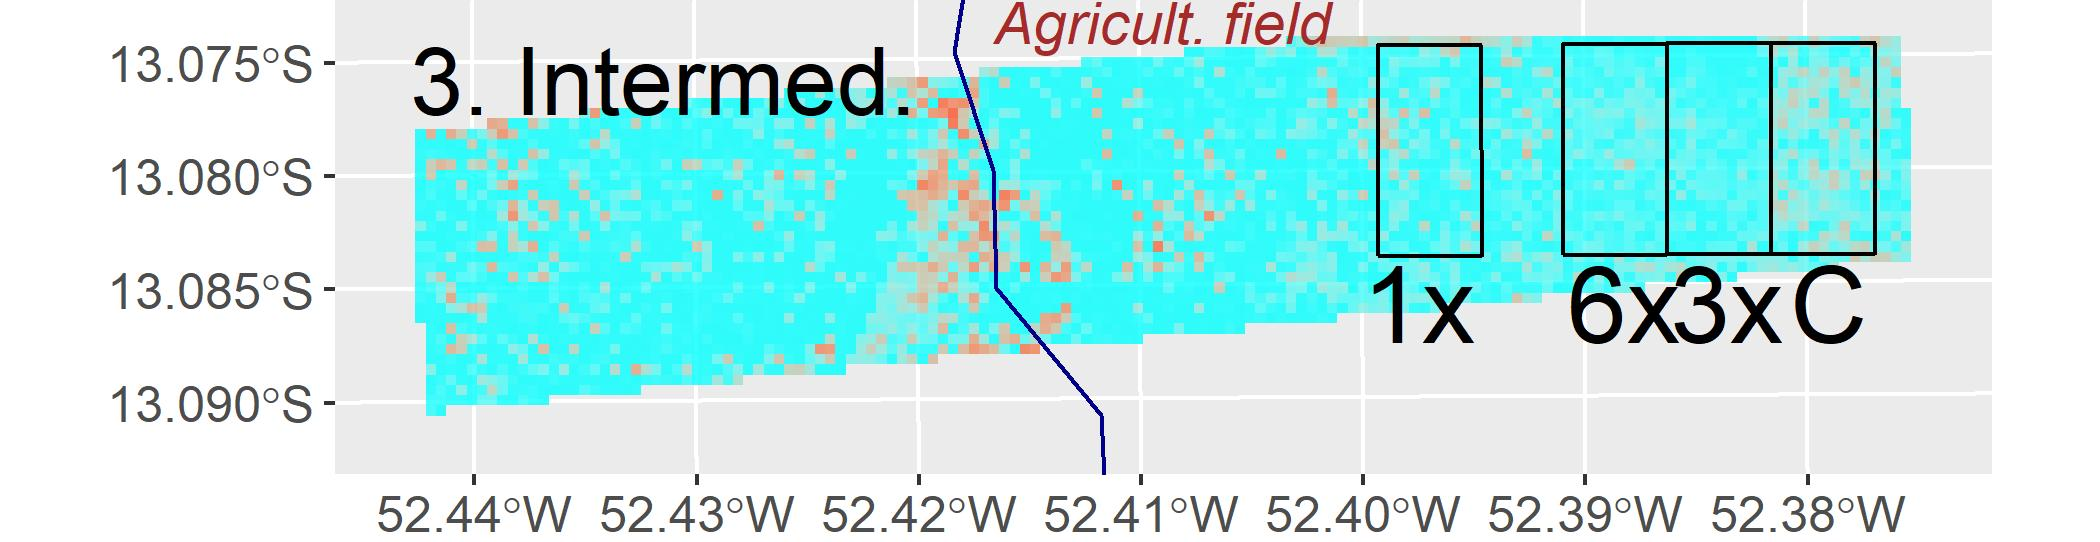 Agricult. field
3. Intermed.
13.075°S
13.080°S
13.085°S
13.090°S
1x 6x 3x C
52.44°W 52.43°W 52.42°W 52.41°W 52.40°W 52.39°W 52.38°W